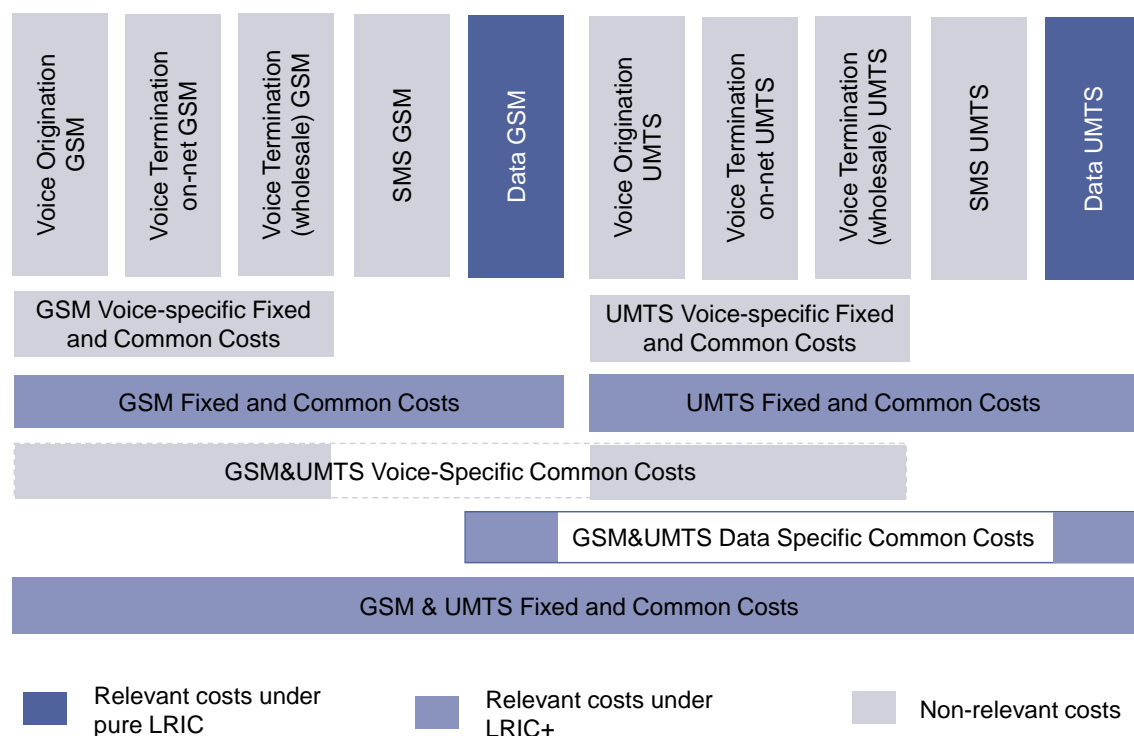 Voice Origination
GSM
Voice Termination
on-net GSM
Voice Termination
(wholesale) GSM
SMS GSM
Data GSM
Voice Origination
UMTS
Voice Termination
on-net UMTS
Voice Termination
(wholesale) UMTS
SMS UMTS
Data UMTS
GSM Voice-specific Fixed
and Common Costs
UMTS Voice-specific Fixed
and Common Costs
GSM Fixed and Common Costs
UMTS Fixed and Common Costs
GSM&UMTS Voice-Specific Common Costs
GSM&UMTS Data Specific Common Costs
GSM & UMTS Fixed and Common Costs
Relevant costs under
pure LRIC
Relevant costs under
LRIC+
Non-relevant costs